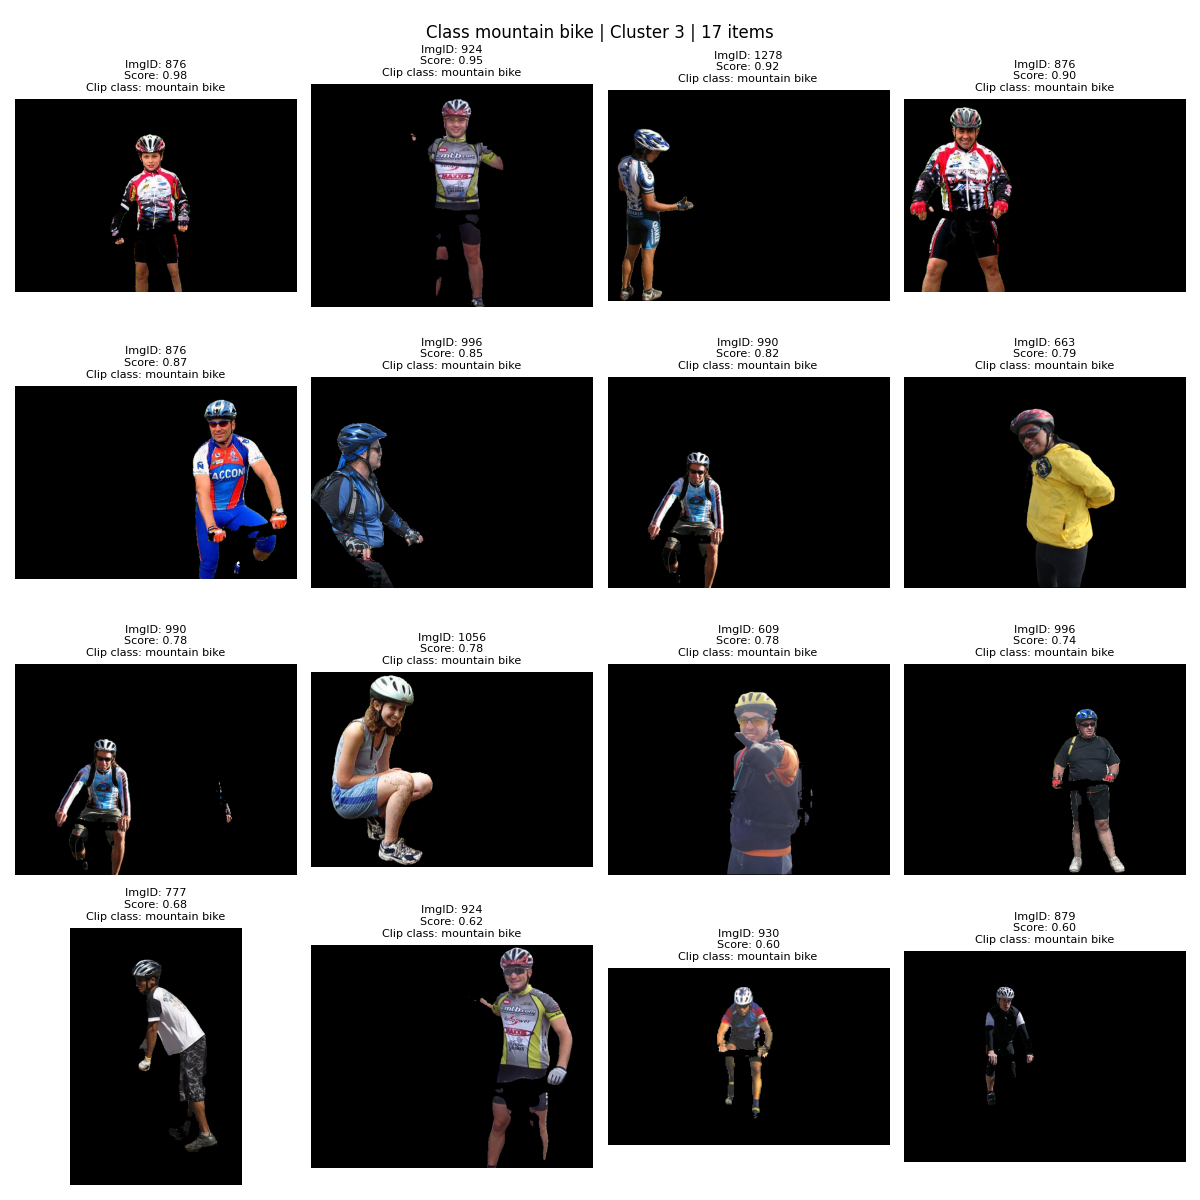 Class mountain bike | Cluster 3 | 17 items
ImgID: 876
Score: 0.98
Clip class: mountain bike
ImgID: 924
Score: 0.95
Clip class: mountain bike
ImgID: 1278
Score: 0.92
Clip class: mountain bike
ImgID: 876
Score: 0.90
Clip class: mountain bike
mtb.com
MAXXIS
ImgID: 876
Score: 0.87
Clip class: mountain bike
ImgID: 996
Score: 0.85
Clip class: mountain bike
ImgID: 990
Score: 0.82
Clip class: mountain bike
ImgID: 663
Score: 0.79
Clip class: mountain bike
ACCON
ImgID: 990
Score: 0.78
Clip class: mountain bike
ImgID: 1056
Score: 0.78
Clip class: mountain bike
ImgID: 609
Score: 0.78
Clip class: mountain bike
ImgID: 996
Score: 0.74
Clip class: mountain bike
ImgID: 777
Score: 0.68
Clip class: mountain bike
ImgID: 924
Score: 0.62
Clip class: mountain bike
ImgID: 930
Score: 0.60
Clip class: mountain bike
ImgID: 879
Score: 0.60
Clip class: mountain bike
mtb.com
MAXXIS